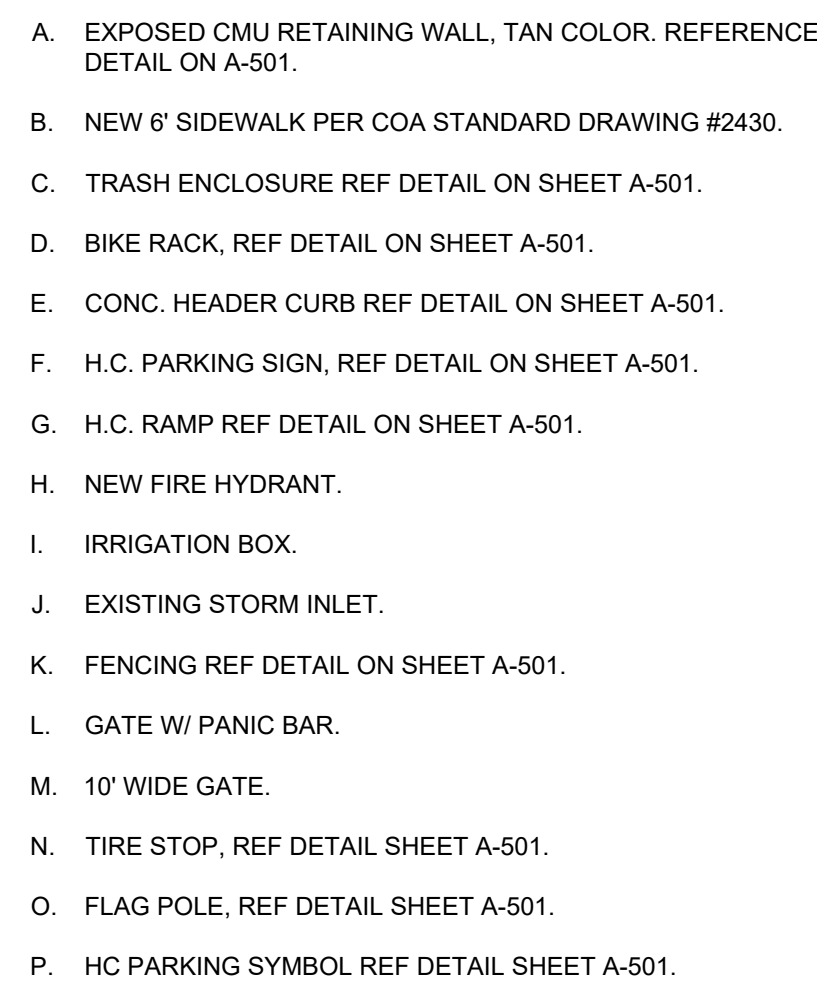 A. EXPOSED CMU RETAINING WALL, TAN COLOR. REFERENCE
DETAIL ON A-501.
B. NEW 6' SIDEWALK PER COA STANDARD DRAWING #2430.
C. TRASH ENCLOSURE REF DETAIL ON SHEET A-501.
D. BIKE RACK, REF DETAIL ON SHEET A-501.
E. CONC. HEADER CURB REF DETAIL ON SHEET A-501.
F. H.C. PARKING SIGN, REF DETAIL ON SHEET A-501.
G. H.C. RAMP REF DETAIL ON SHEET A-501.
H. NEW FIRE HYDRANT.
I. IRRIGATION BOX.
J. EXISTING STORM INLET.
K. FENCING REF DETAIL ON SHEET A-501.
L. GATE W/ PANIC BAR.
M. 10' WIDE GATE.
N. TIRE STOP, REF DETAIL SHEET A-501.
O. FLAG POLE, REF DETAIL SHEET A-501.
P. HC PARKING SYMBOL REF DETAIL SHEET A-501.